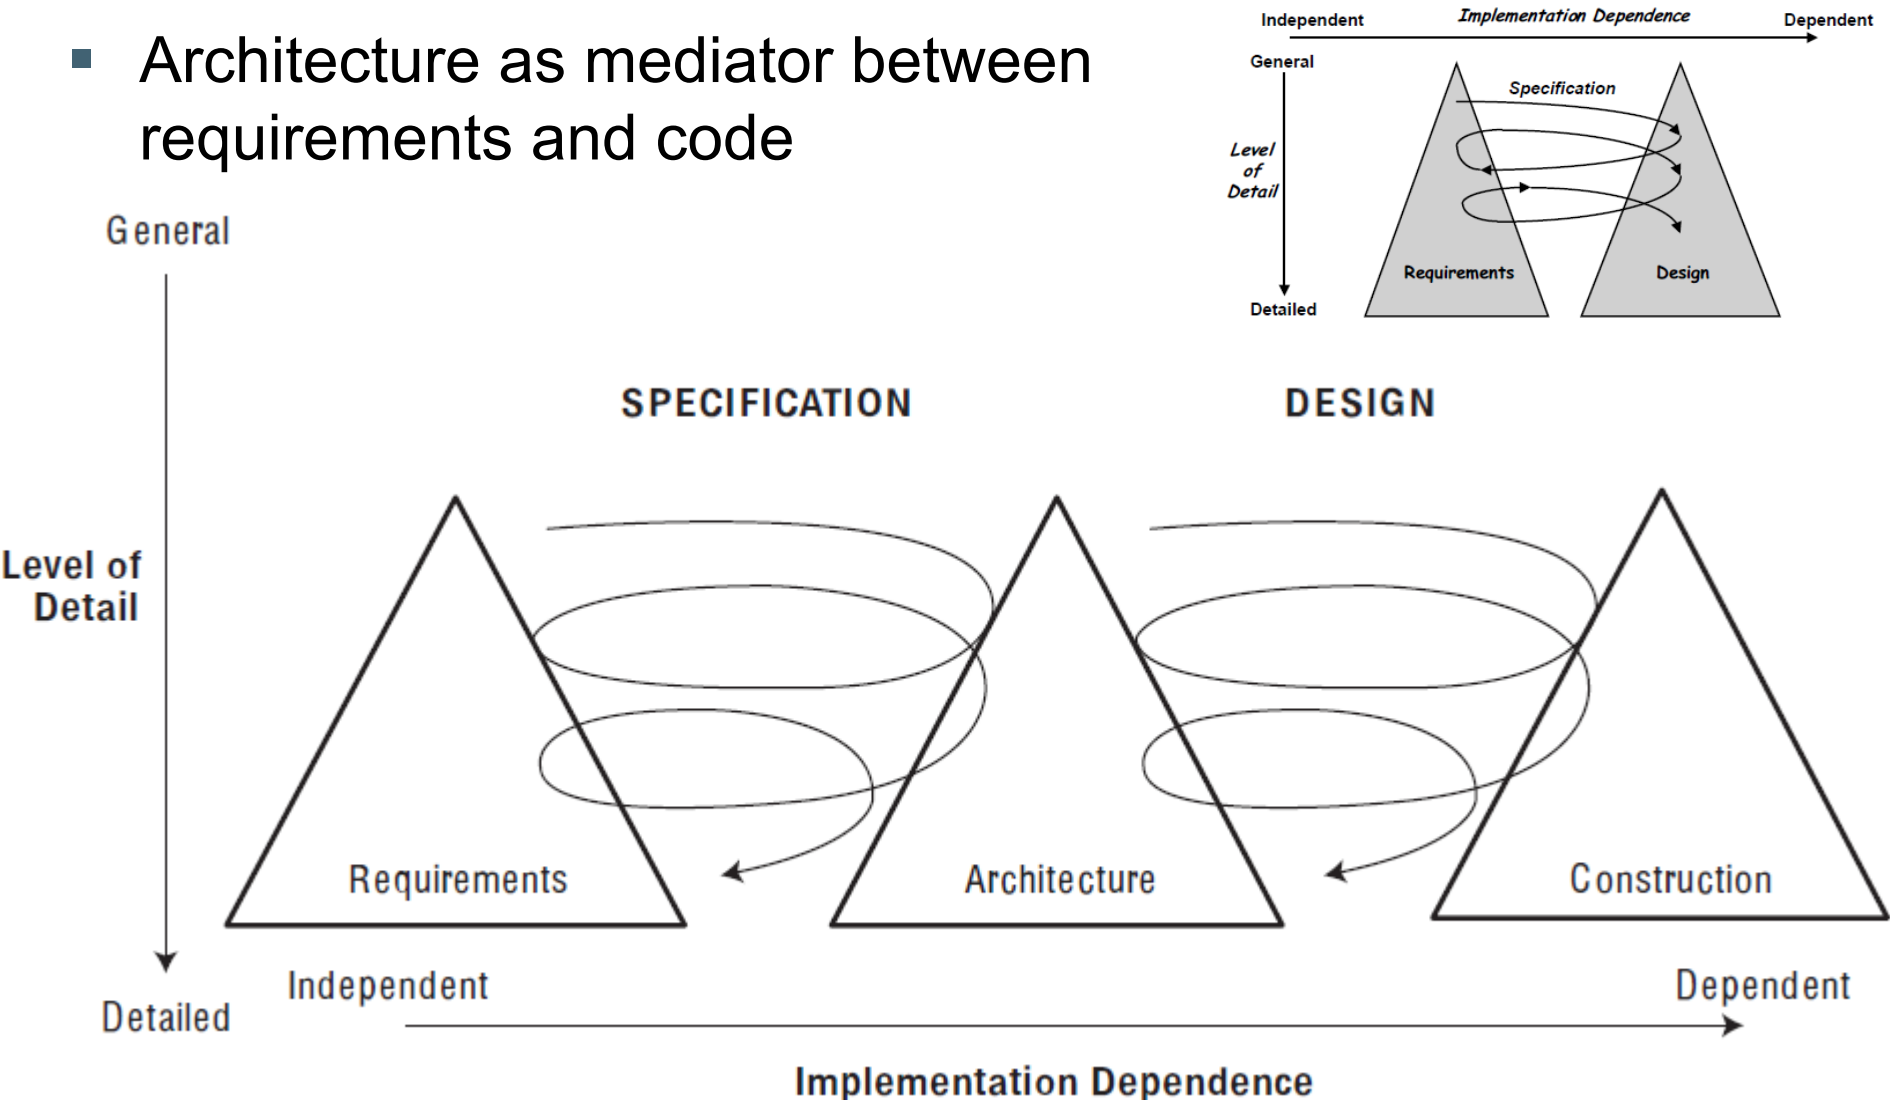 Architecture as mediator between
requirements and code
Independent
Implementation Dependence
Dependent
General
Specification
Level
of
Detail
Requirements
Design
Detailed
General
SPECIFICATION
DESIGN
Level of
Detail
Requirements
Architecture
Construction
Independent
Dependent
Detailed
Implementation Dependence